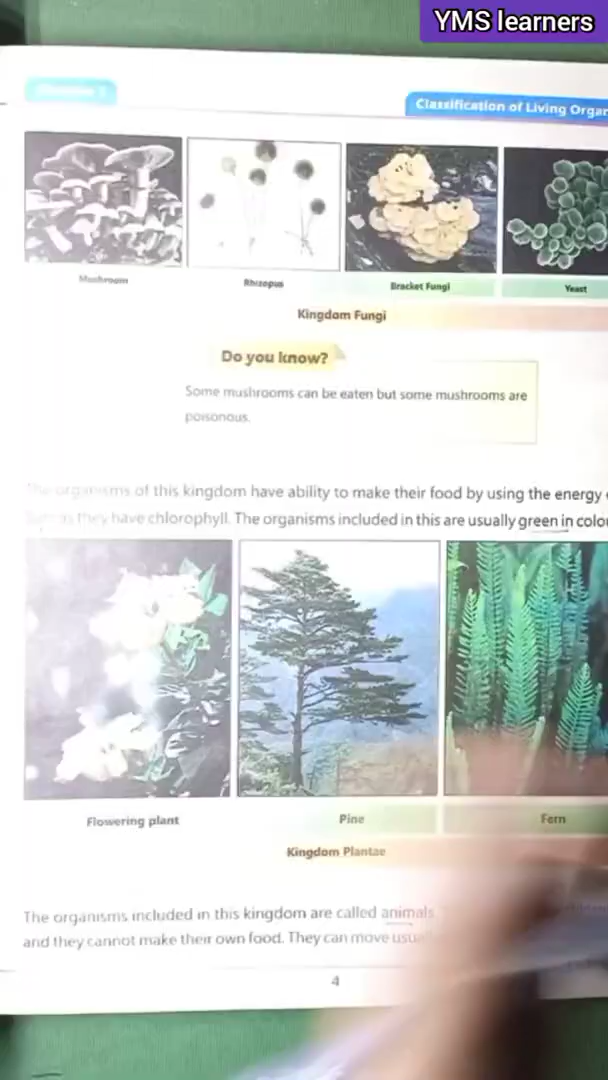 YMS learners
Classification of Living Organ
Mushroom
Rhizopus
Bracket Fungi
Yeast
Kingdom Fungi
Do you know?
Some mushrooms can be eaten but some mushrooms are
poisonous.
The organisms of this kingdom have ability to make their food by using the energy
as they have chlorophyll. The organisms included in this are usually green in colou
Flowering plant
Pine
Fern
Kingdom Plantae
The organisms included in this kingdom are called animals.
and they cannot make their own food. They can move usua
4